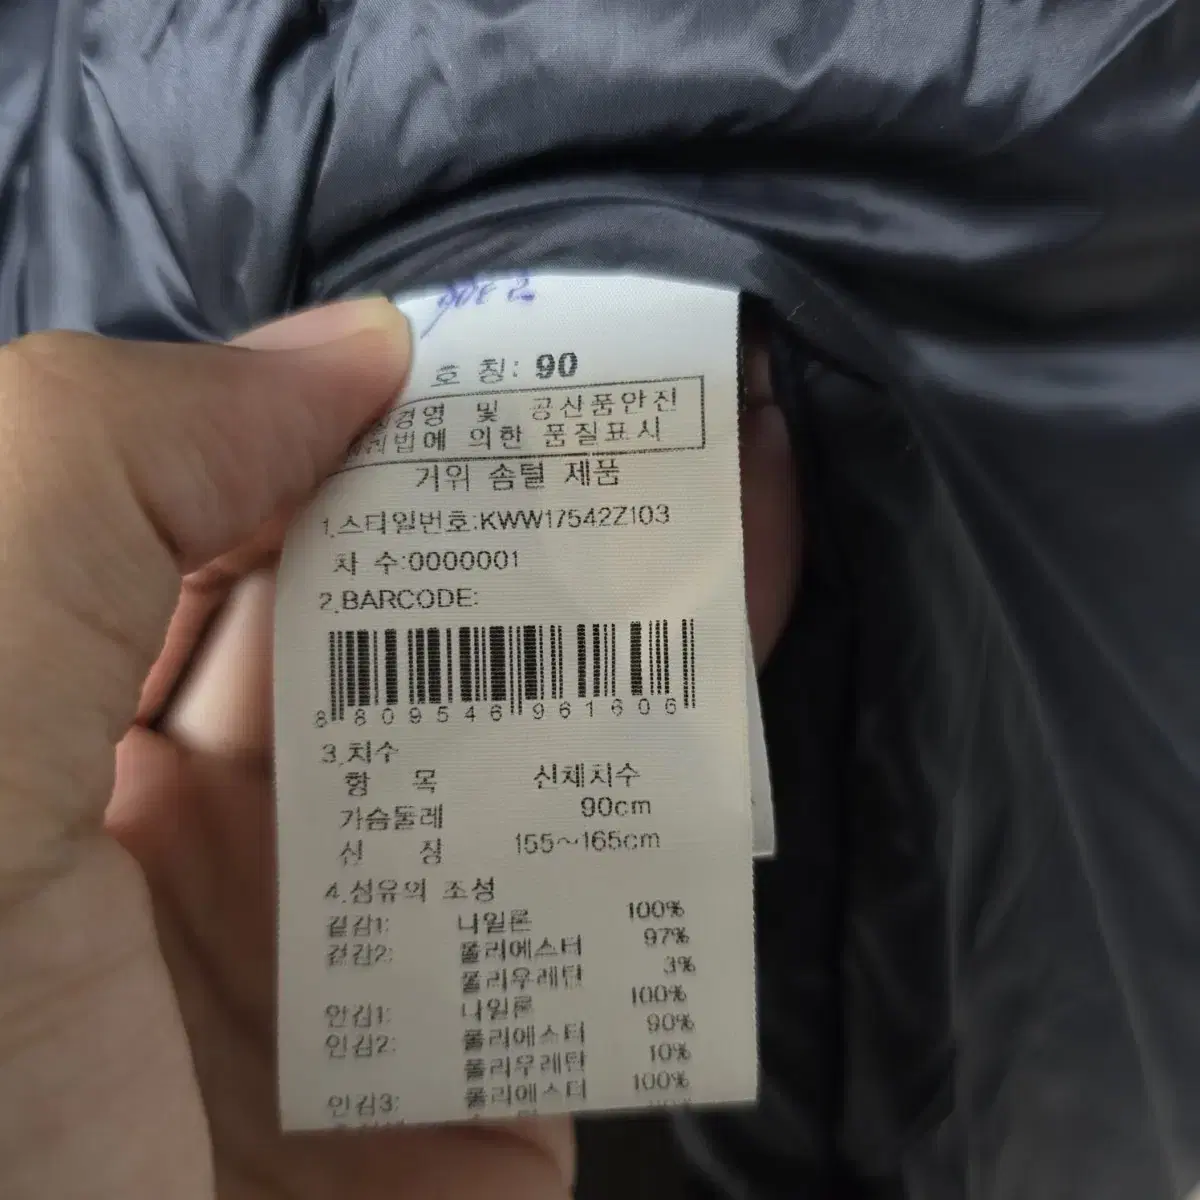 호 칭: 90
경영 및 공산품안전
리법에 의한 품질표시
거위 솜털 제품
1.스타일번호:KWW17542Z103
차 수:0000001
2.BARCODE:
8809546961606
3.치수
항 목 신체치수
가슴둘레 90cm
신 장 155~165cm
4.섬유의 조성
겉감1: 나일론 100%
겉감2: 폴리에스터 97%
폴리우레탄 3%
안감1: 나일론 100%
안감2: 폴리에스터 90%
폴리우레탄 10%
안감3: 폴리에스터 100%